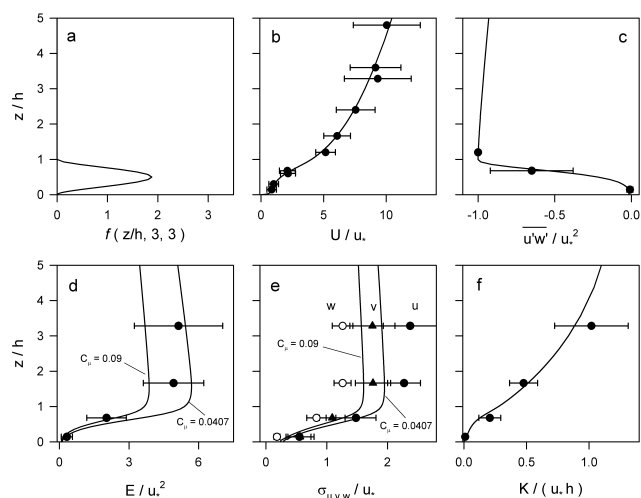 5
4
3
2
1
0
z / h
a
0 1 2 3
f ( z/h, 3, 3 )
b
0 5 10
U / u*
c
-1.0 -0.5 0.0
u'w' / u*²
5
4
3
2
1
0
z / h
d
Cμ = 0.09
Cμ = 0.0407
0 3 6
E / u*²
e
w v u
Cμ = 0.09
Cμ = 0.0407
0 1 2
σu,v,w / u*
f
0.0 0.5 1.0
K / ( u* h )